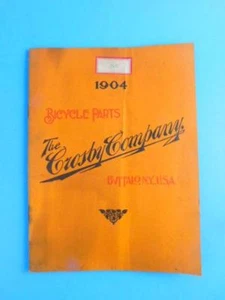 1904
Bicycle Parts
The
Crosby Company,
Buffalo, N.Y. U.S.A.